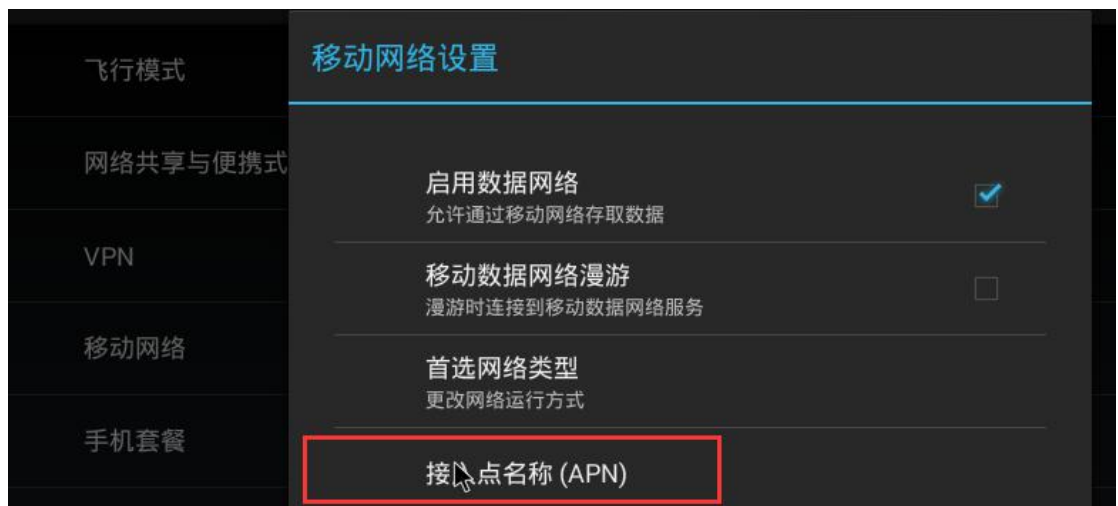 飞行模式
网络共享与便携式
VPN
移动网络
手机套餐
移动网络设置
启用数据网络
允许通过移动网络存取数据
移动数据网络漫游
漫游时连接到移动数据网络服务
首选网络类型
更改网络运行方式
接入点名称 (APN)